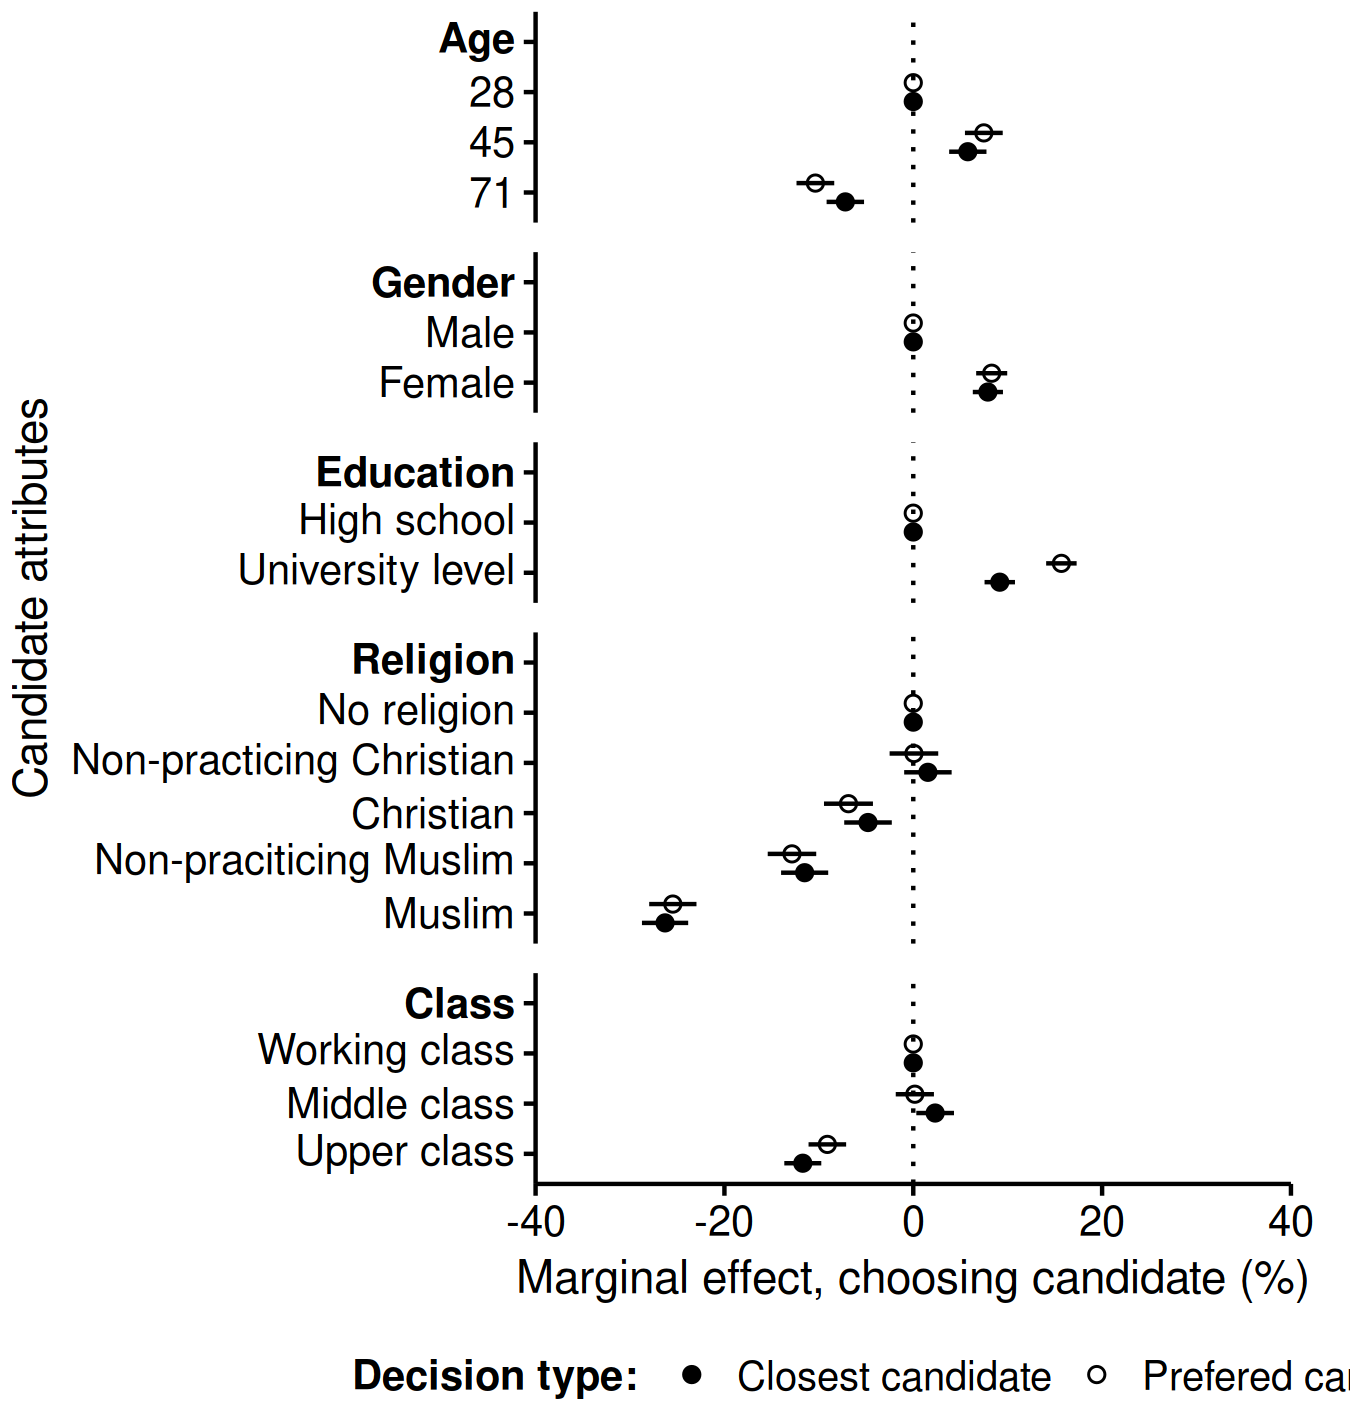 Candidate attributes
Age
28
45
71
Gender
Male
Female
Education
High school
University level
Religion
No religion
Non-practicing Christian
Christian
Non-praciticing Muslim
Muslim
Class
Working class
Middle class
Upper class
-40 -20 0 20 40
Marginal effect, choosing candidate (%)
Decision type: Closest candidate Prefered